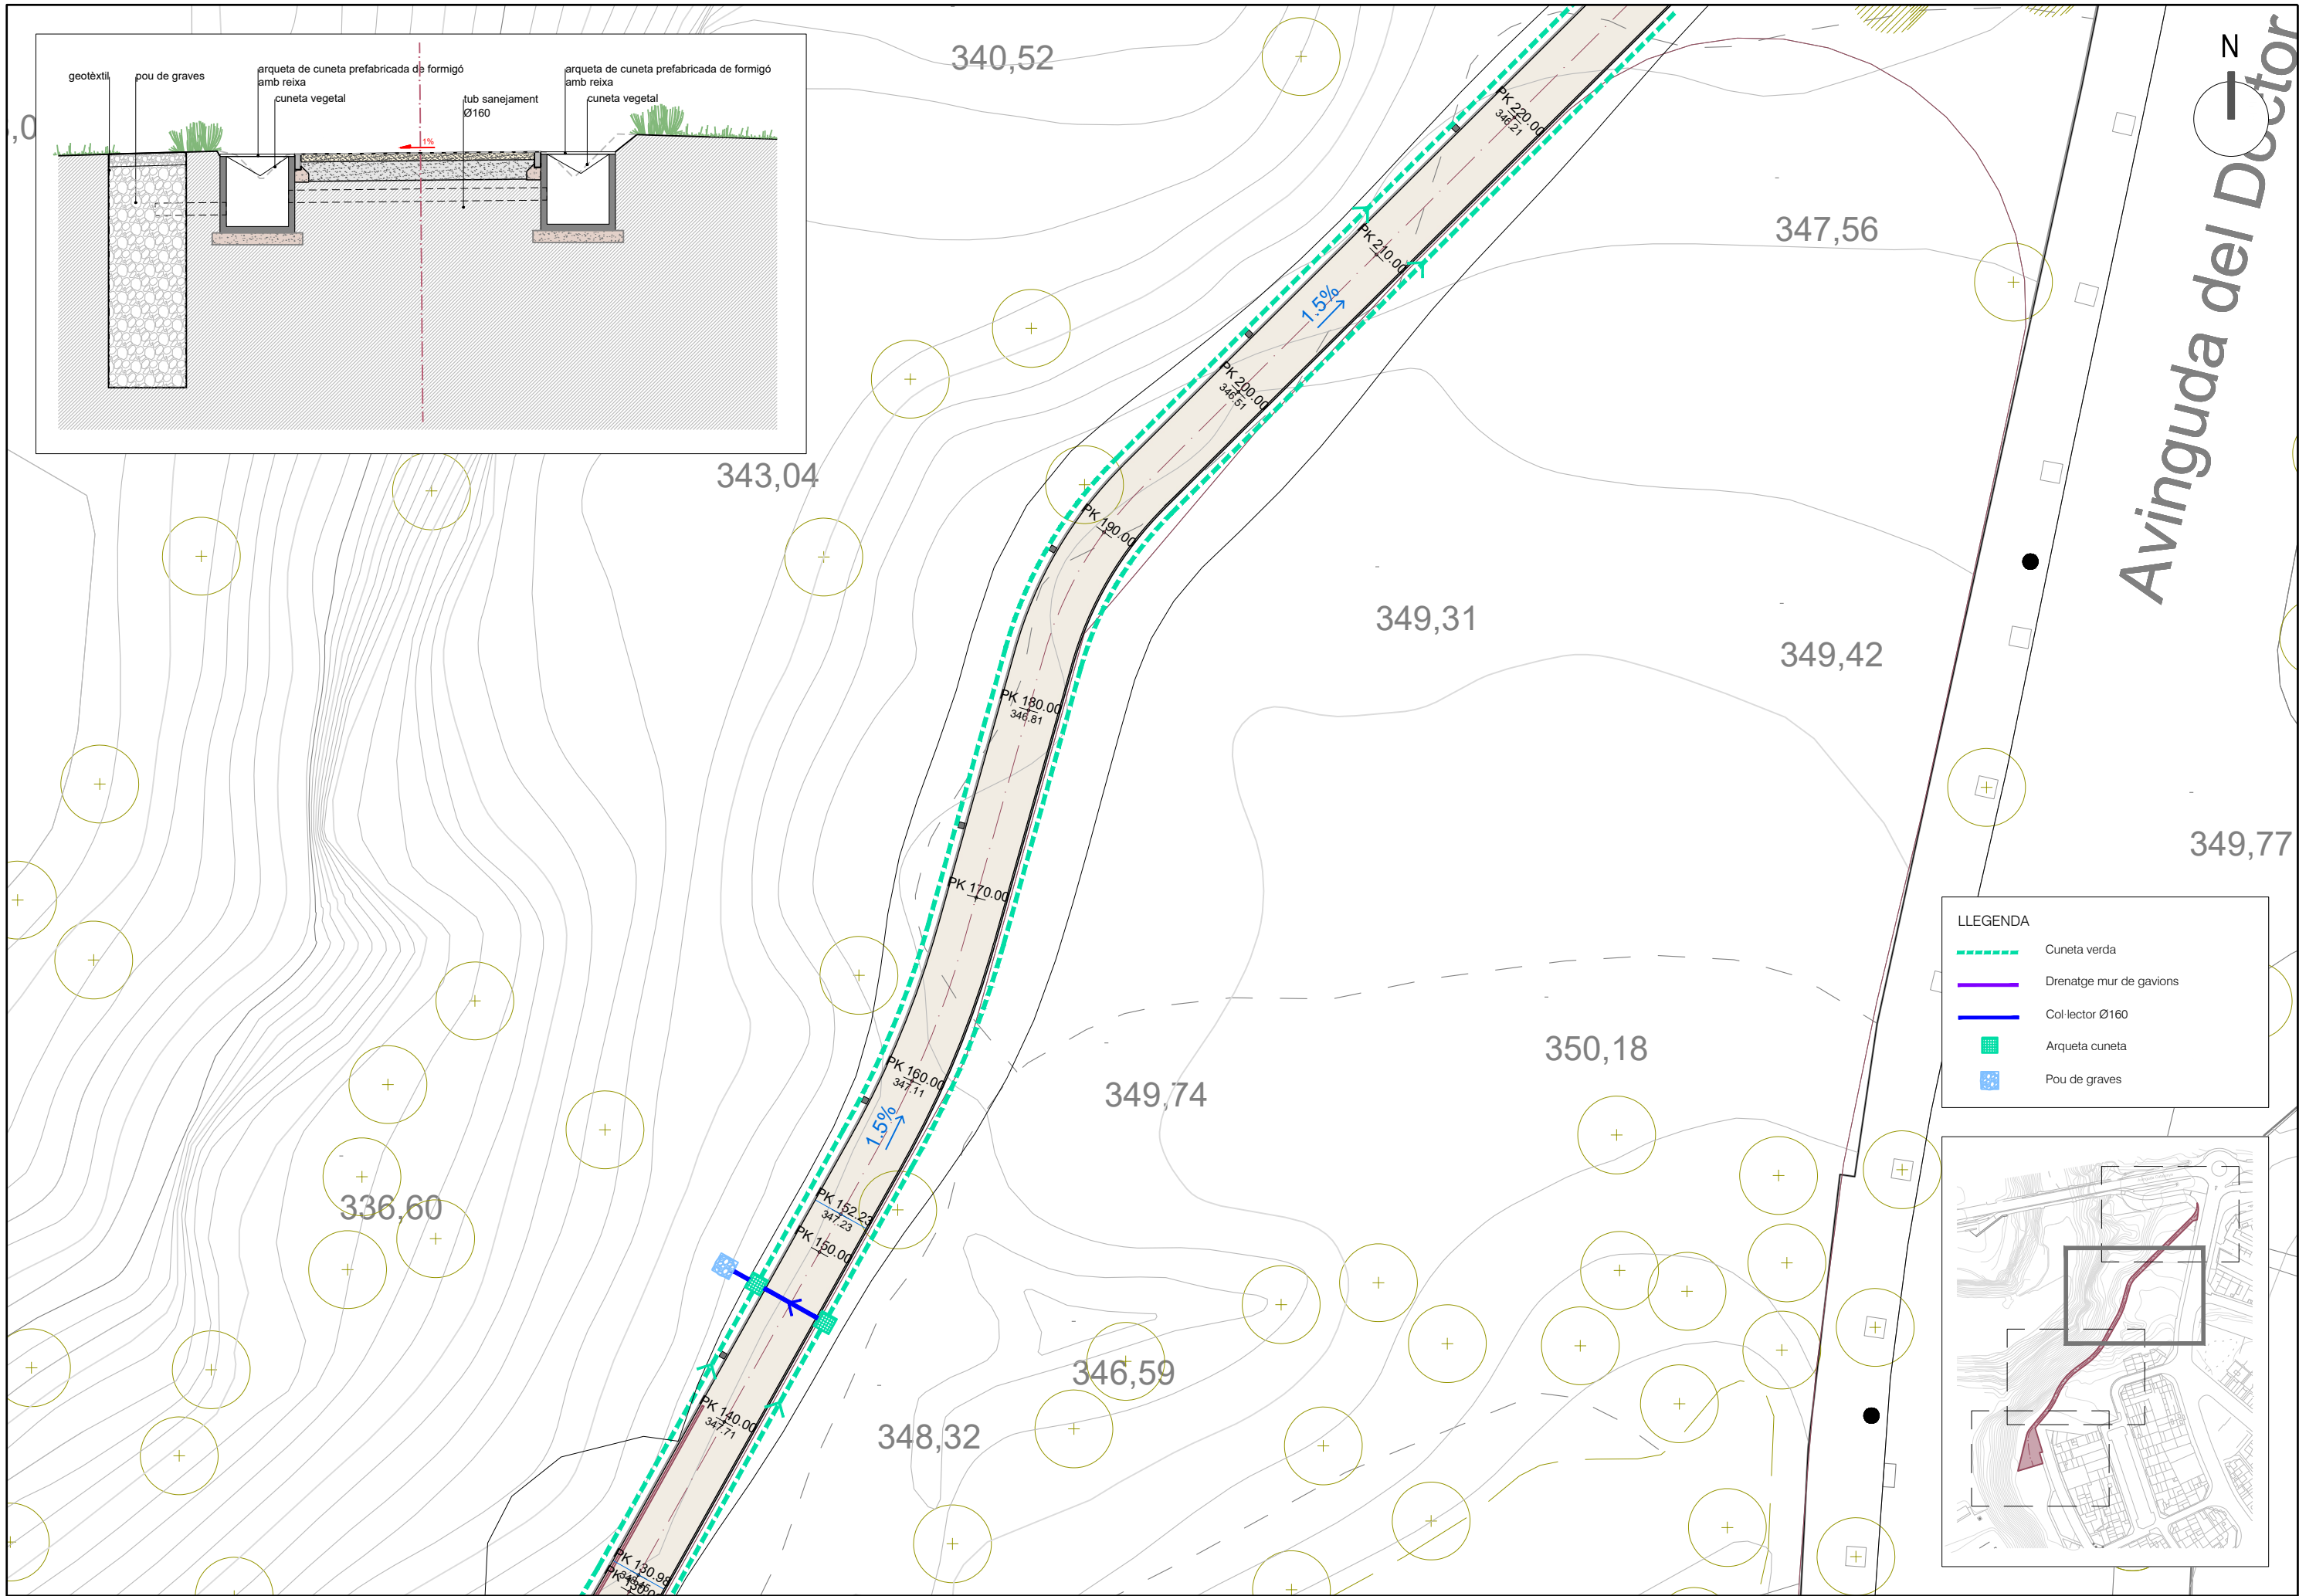 geotèxtil
pou de graves
arqueta de cuneta prefabricada de formigó
amb reixa
cuneta vegetal
tub sanejament
Ø160
arqueta de cuneta prefabricada de formigó
amb reixa
cuneta vegetal
1%
340,52
N
Avinguda del Doctor
347,56
343,04
349,31
349,42
349,77
350,18
349,74
336,60
346,59
348,32
PK 220.00
346.21
PK 210.00
1.5%
PK 200.00
346.51
PK 190.00
PK 180.00
346.81
PK 170.00
PK 160.00
347.11
1.5%
PK 152.23
347.23
PK 150.00
PK 140.00
347.71
PK 130.98
LLEGENDA
Cuneta verda
Drenatge mur de gavions
Col·lector Ø160
Arqueta cuneta
Pou de graves